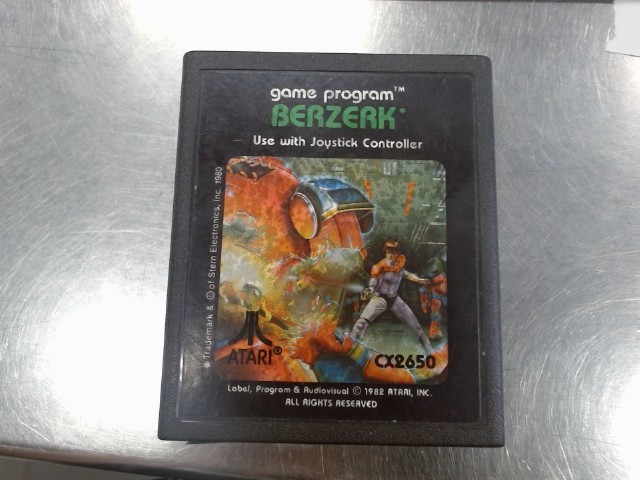 game program™
BERZERK*
Use with Joystick Controller
* Trademark & © of Stern Electronics, Inc. 1980
ATARI®
CX2650
Label, Program & Audiovisual © 1982 ATARI, INC.
ALL RIGHTS RESERVED